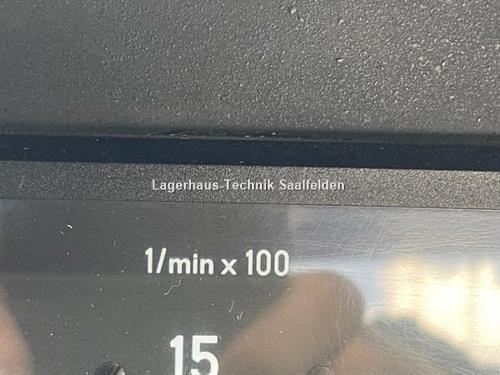 Lagerhaus-Technik Saalfelden
1/min x 100
15